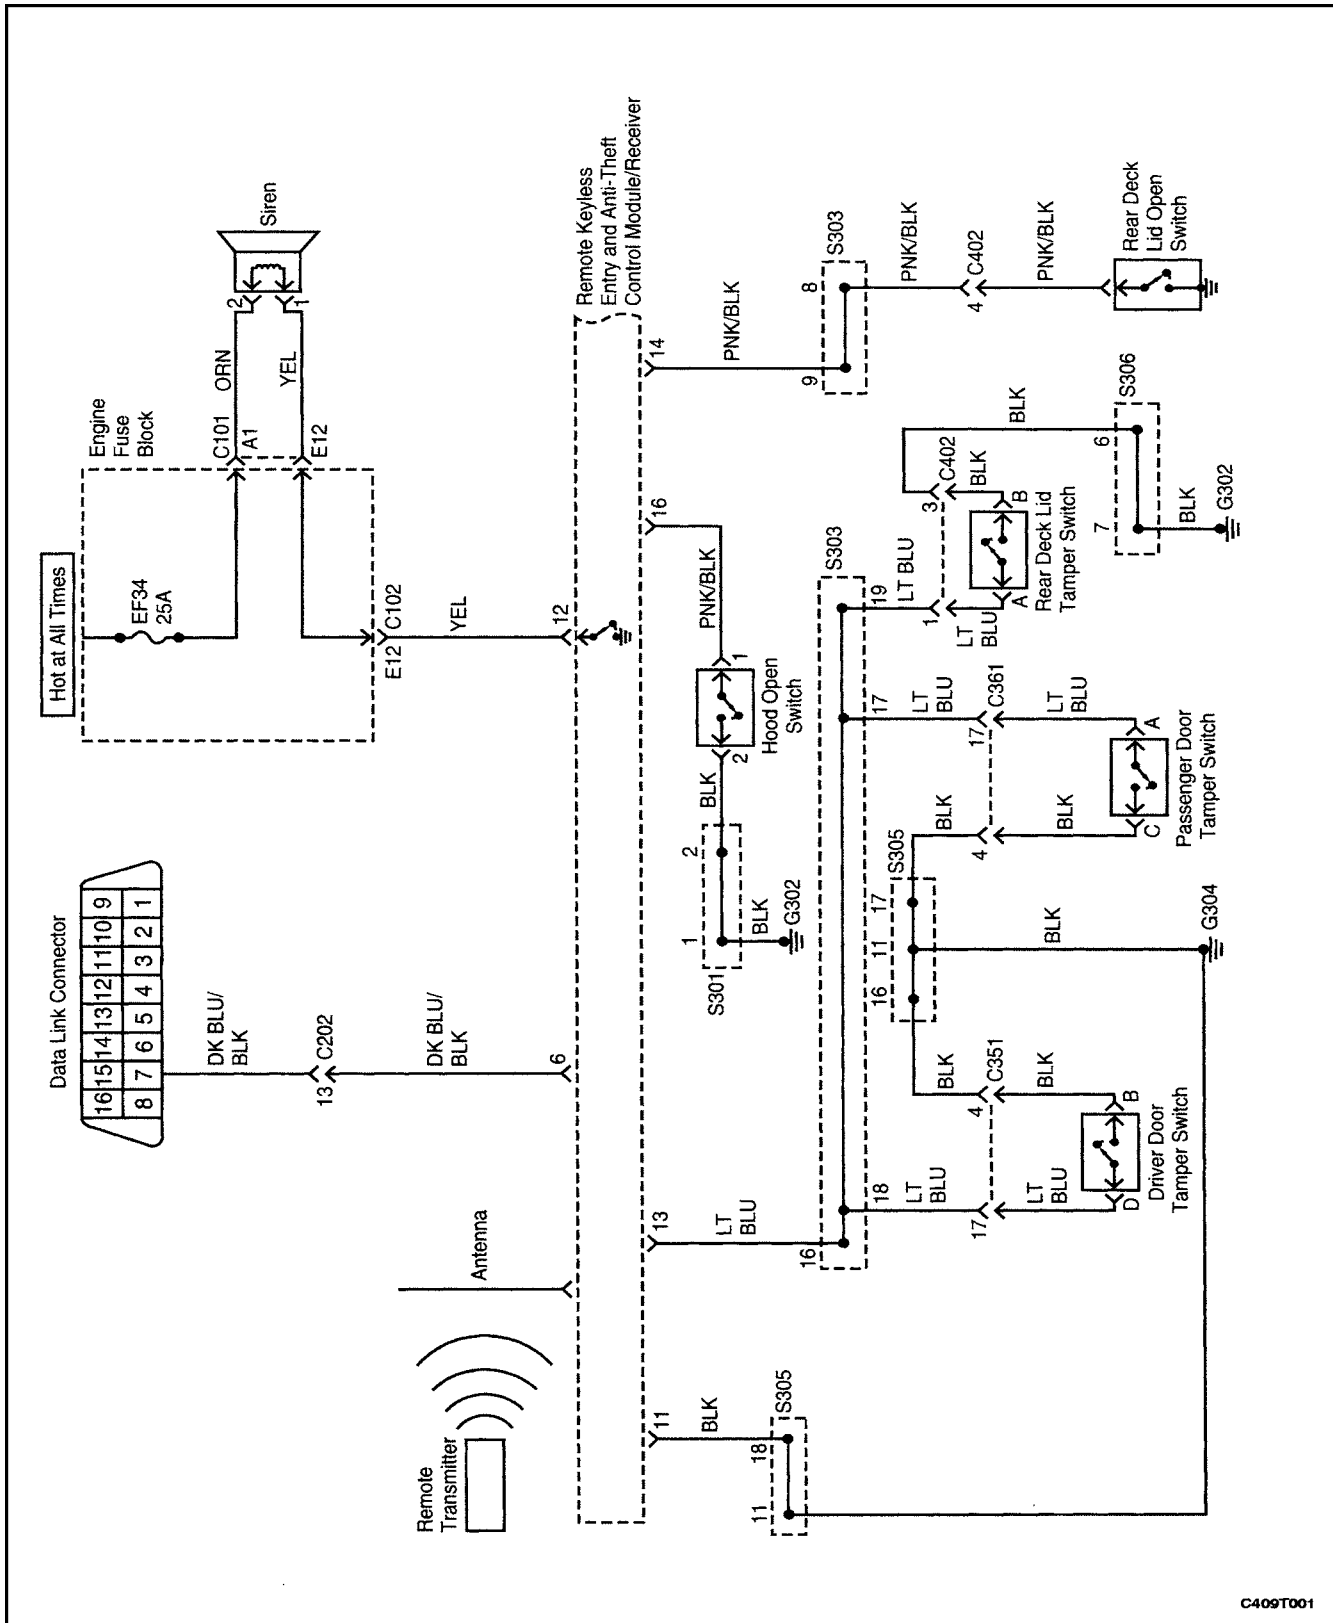 Hot at All Times
EF34
25A
Engine
Fuse
Block
C101
A1
E12
ORN
YEL
2
1
Siren
E12
C102
YEL
12
Data Link Connector
16 15 14 13 12 11 10 9
8 7 6 5 4 3 2 1
DK BLU/
BLK
13
C202
DK BLU/
BLK
6
Antenna
Remote
Transmitter
Remote Keyless
Entry and Anti-Theft
Control Module/Receiver
11
BLK
18
11
S305
13
LT
BLU
16
16
PNK/BLK
1
2
Hood Open
Switch
BLK
2
1
S301
BLK
G302
14
PNK/BLK
9
8
S303
PNK/BLK
4
C402
PNK/BLK
Rear Deck
Lid Open
Switch
S303
18
17
19
LT
BLU
17
4
C351
BLK
LT
BLU
BLK
D
B
Driver Door
Tamper Switch
16
11
17
S305
BLK
G304
BLK
LT
BLU
4
17
C361
BLK
LT
BLU
C
A
Passenger Door
Tamper Switch
LT BLU
1
3
C402
LT
BLU
BLK
A
B
Rear Deck Lid
Tamper Switch
BLK
6
7
S306
BLK
G302
C409T001